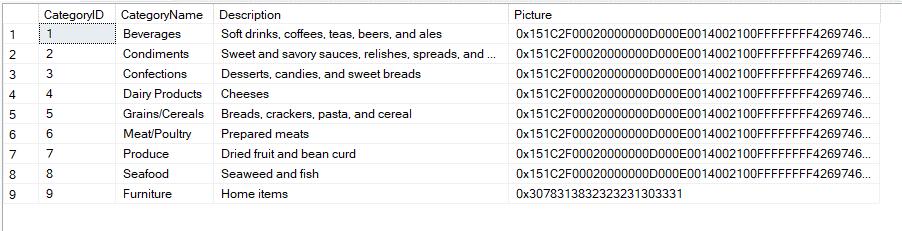 CategoryID CategoryName Description Picture
1 1 Beverages Soft drinks, coffees, teas, beers, and ales 0x151C2F00020000000D000E0014002100FFFFFFFF4269746...
2 2 Condiments Sweet and savory sauces, relishes, spreads, and ... 0x151C2F00020000000D000E0014002100FFFFFFFF4269746...
3 3 Confections Desserts, candies, and sweet breads 0x151C2F00020000000D000E0014002100FFFFFFFF4269746...
4 4 Dairy Products Cheeses 0x151C2F00020000000D000E0014002100FFFFFFFF4269746...
5 5 Grains/Cereals Breads, crackers, pasta, and cereal 0x151C2F00020000000D000E0014002100FFFFFFFF4269746...
6 6 Meat/Poultry Prepared meats 0x151C2F00020000000D000E0014002100FFFFFFFF4269746...
7 7 Produce Dried fruit and bean curd 0x151C2F00020000000D000E0014002100FFFFFFFF4269746...
8 8 Seafood Seaweed and fish 0x151C2F00020000000D000E0014002100FFFFFFFF4269746...
9 9 Furniture Home items 0x3078313832323231303331